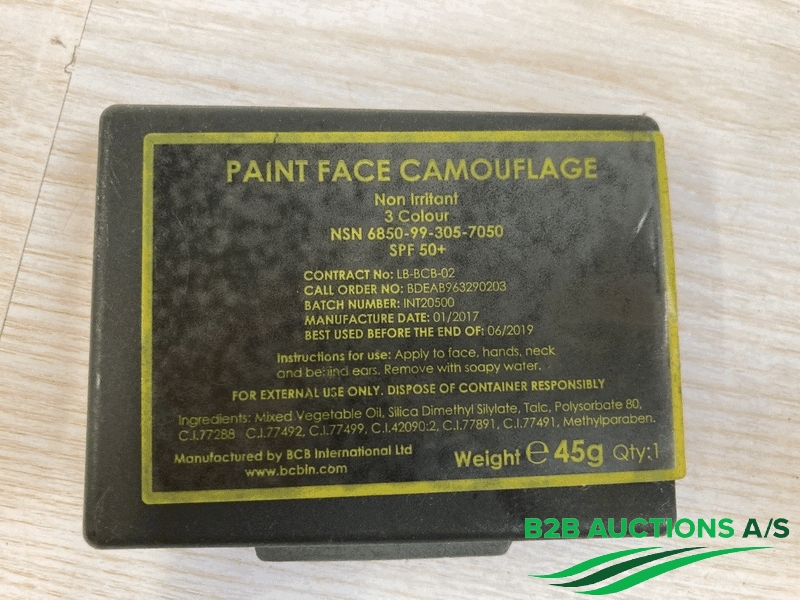 PAINT FACE CAMOUFLAGE
Non Irritant
3 Colour
NSN 6850-99-305-7050
SPF 50+
CONTRACT No: LB-BCB-02
CALL ORDER NO: BDEAB963290203
BATCH NUMBER: INT20500
MANUFACTURE DATE: 01/2017
BEST USED BEFORE THE END OF: 06/2019
Instructions for use: Apply to face, hands, neck
and behind ears. Remove with soapy water.
FOR EXTERNAL USE ONLY. DISPOSE OF CONTAINER RESPONSIBLY
Ingredients: Mixed Vegetable Oil, Silica Dimethyl Silylate, Talc, Polysorbate 80,
C.I.77288 C.I.77492, C.I.77499, C.I.42090:2, C.I.77891, C.I.77491, Methylparaben.
Manufactured by BCB International Ltd
www.bcbin.com
Weight ℮ 45g Qty:1
B2B AUCTIONS A/S